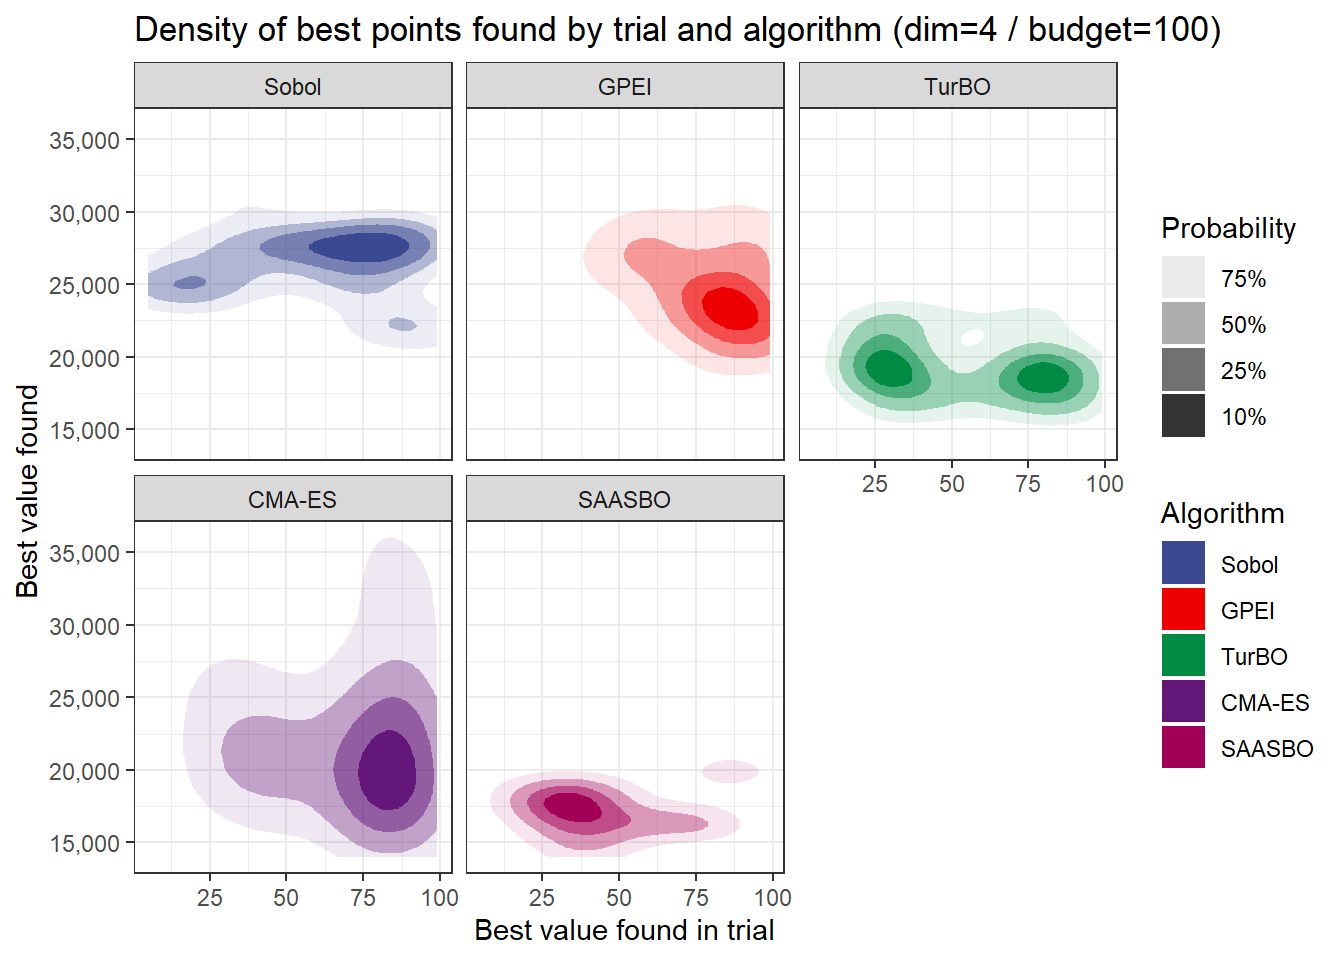 Density of best points found by trial and algorithm (dim=4 / budget=100)
Sobol
GPEI
TurBO
35,000
30,000
25,000
20,000
15,000
25
50
75
100
CMA-ES
SAASBO
35,000
30,000
25,000
20,000
15,000
25
50
75
100
25
50
75
100
Best value found
Best value found in trial
Probability
75%
50%
25%
10%
Algorithm
Sobol
GPEI
TurBO
CMA-ES
SAASBO